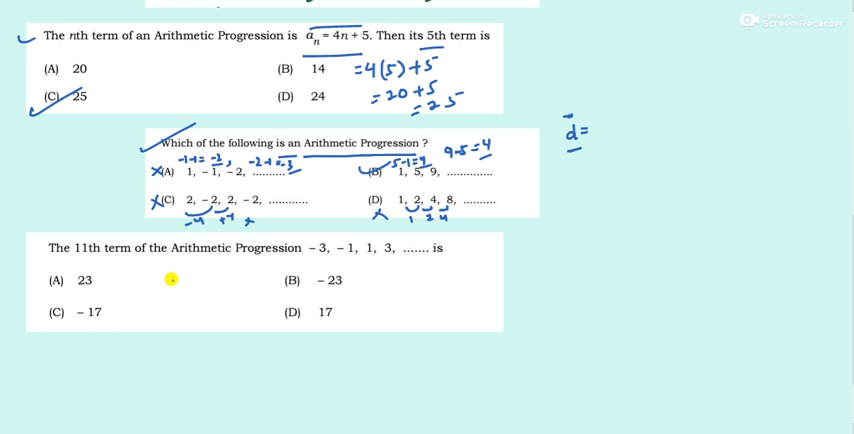 The nth term of an Arithmetic Progression is aₙ = 4n + 5. Then its 5th term is
(A) 20 (B) 14 = 4(5)+5
= 20 + 5
(C) 25 (D) 24
= 25
d =
Which of the following is an Arithmetic Progression ?
9-5 = 4
-1-1 = -2, 5-1=4
(A) 1, – 1, – 2, ............ (B) 1, 5, 9, ..............
(C) 2, – 2, 2, – 2, ............ (D) 1, 2, 4, 8, ..........
-4 +4 1 2 4
The 11th term of the Arithmetic Progression – 3, – 1, 1, 3, ....... is
(A) 23 (B) – 23
(C) – 17 (D) 17
Screen Recorder